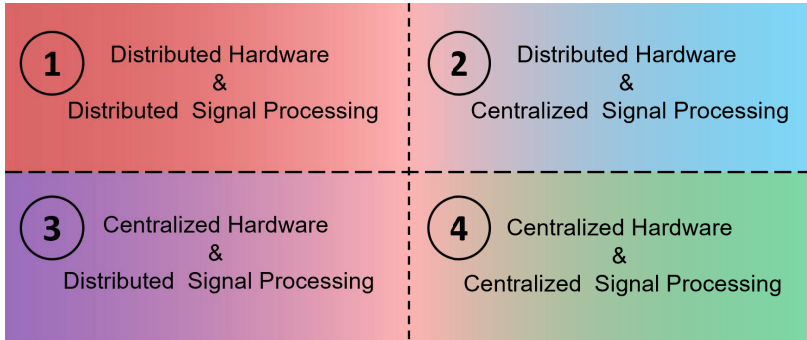 1
Distributed Hardware
&
Distributed Signal Processing
2
Distributed Hardware
&
Centralized Signal Processing
3
Centralized Hardware
&
Distributed Signal Processing
4
Centralized Hardware
&
Centralized Signal Processing